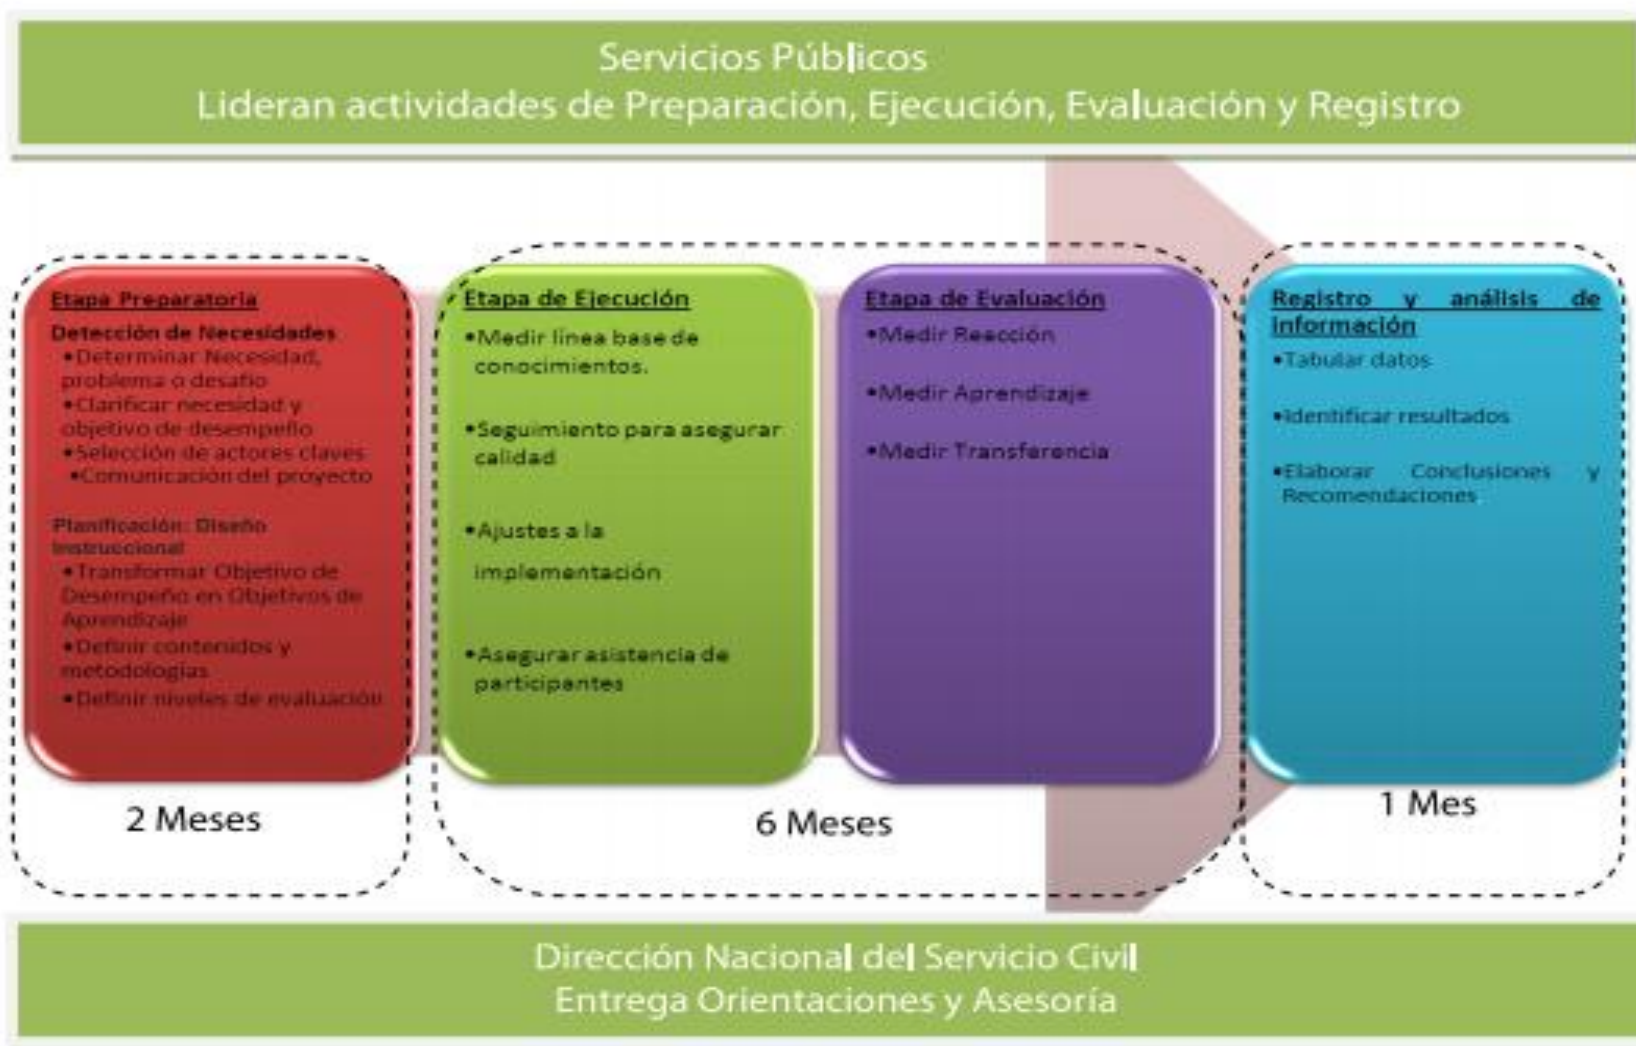 Servicios Públicos
Lideran actividades de Preparación, Ejecución, Evaluación y Registro
Etapa Preparatoria
Detección de Necesidades
•Determinar Necesidad,
problema o desafío
•Clarificar necesidad y
objetivo de desempeño
•Selección de actores claves
•Comunicación del proyecto
Planificación: Diseño
Instruccional
•Transformar Objetivo de
Desempeño en Objetivos de
Aprendizaje
•Definir contenidos y
metodologías
•Definir niveles de evaluación
2 Meses
Etapa de Ejecución
•Medir línea base de
conocimientos.
•Seguimiento para asegurar
calidad
•Ajustes a la
implementación
•Asegurar asistencia de
participantes
Etapa de Evaluación
•Medir Reacción
•Medir Aprendizaje
•Medir Transferencia
6 Meses
Registro y análisis de
información
•Tabular datos
•Identificar resultados
•Elaborar Conclusiones y
Recomendaciones
1 Mes
Dirección Nacional del Servicio Civil
Entrega Orientaciones y Asesoría